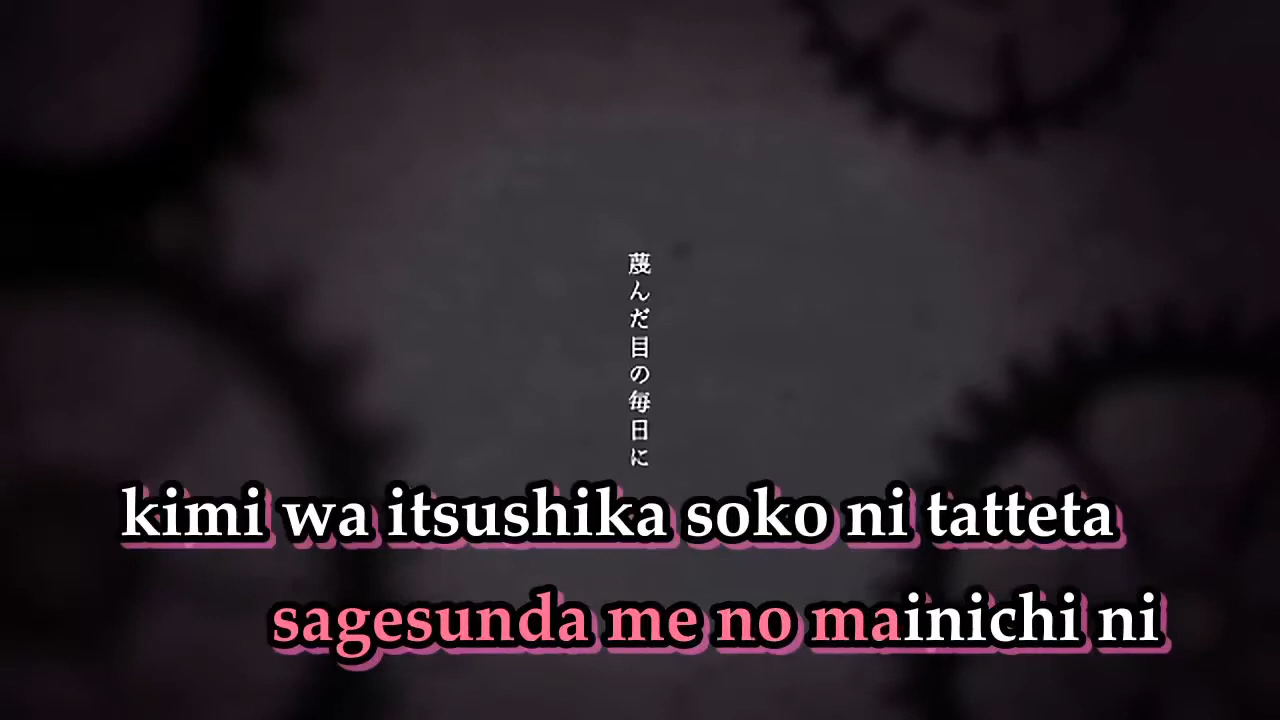 蔑んだ目の毎日に
kimi wa itsushika soko ni tatteta
sagesunda me no mainichi ni